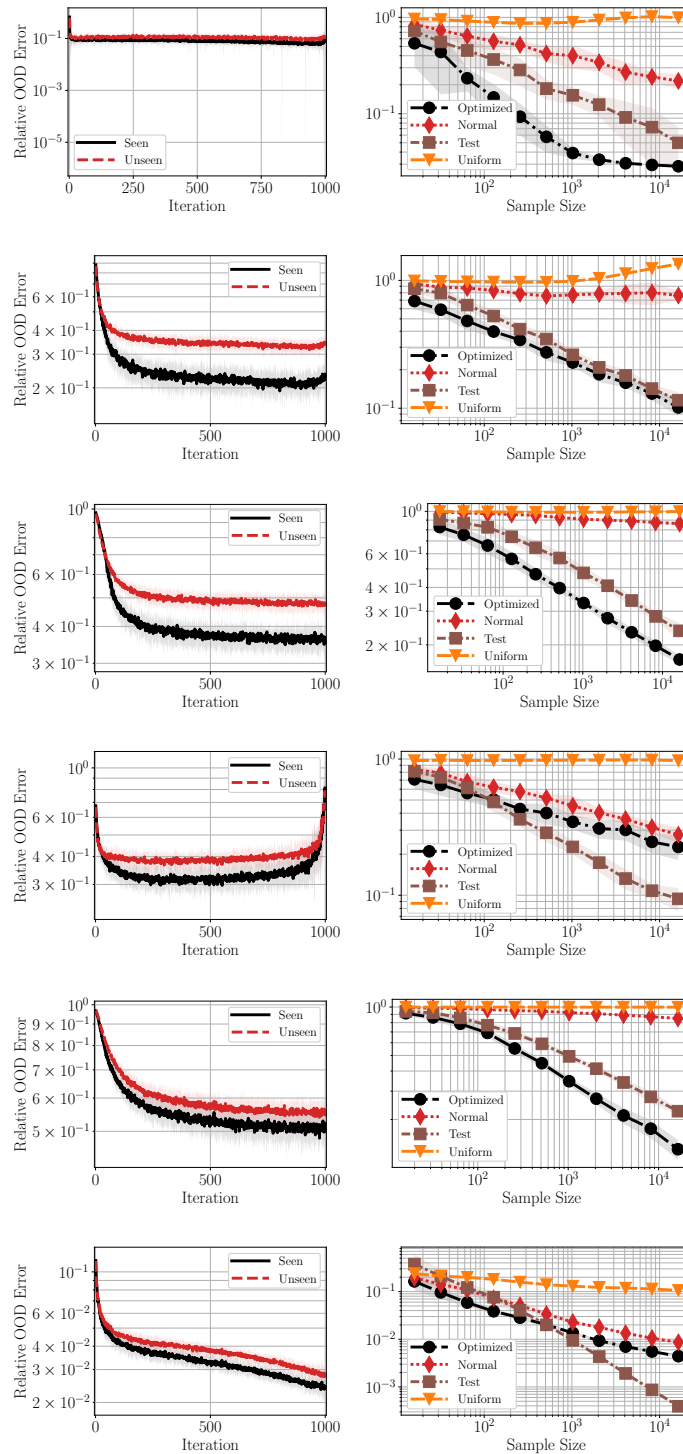 Relative OOD Error
10^{-1}
10^{-3}
10^{-5}
Seen
Unseen
0 250 500 750 1000
Iteration
10^0
10^{-1}
Optimized
Normal
Test
Uniform
10^2 10^3 10^4
Sample Size
Relative OOD Error
6 × 10^{-1}
4 × 10^{-1}
3 × 10^{-1}
2 × 10^{-1}
Seen
Unseen
0 500 1000
Iteration
10^0
10^{-1}
Optimized
Normal
Test
Uniform
10^2 10^3 10^4
Sample Size
Relative OOD Error
10^0
6 × 10^{-1}
4 × 10^{-1}
3 × 10^{-1}
Seen
Unseen
0 500 1000
Iteration
10^0
6 × 10^{-1}
4 × 10^{-1}
3 × 10^{-1}
2 × 10^{-1}
Optimized
Normal
Test
Uniform
10^2 10^3 10^4
Sample Size
Relative OOD Error
10^0
6 × 10^{-1}
4 × 10^{-1}
3 × 10^{-1}
Seen
Unseen
0 500 1000
Iteration
10^0
10^{-1}
Optimized
Normal
Test
Uniform
10^2 10^3 10^4
Sample Size
Relative OOD Error
10^0
9 × 10^{-1}
8 × 10^{-1}
7 × 10^{-1}
6 × 10^{-1}
5 × 10^{-1}
Seen
Unseen
0 500 1000
Iteration
10^0
Optimized
Normal
Test
Uniform
10^2 10^3 10^4
Sample Size
Relative OOD Error
10^{-1}
6 × 10^{-2}
4 × 10^{-2}
3 × 10^{-2}
2 × 10^{-2}
Seen
Unseen
0 500 1000
Iteration
10^{-1}
10^{-2}
10^{-3}
Optimized
Normal
Test
Uniform
10^2 10^3 10^4
Sample Size